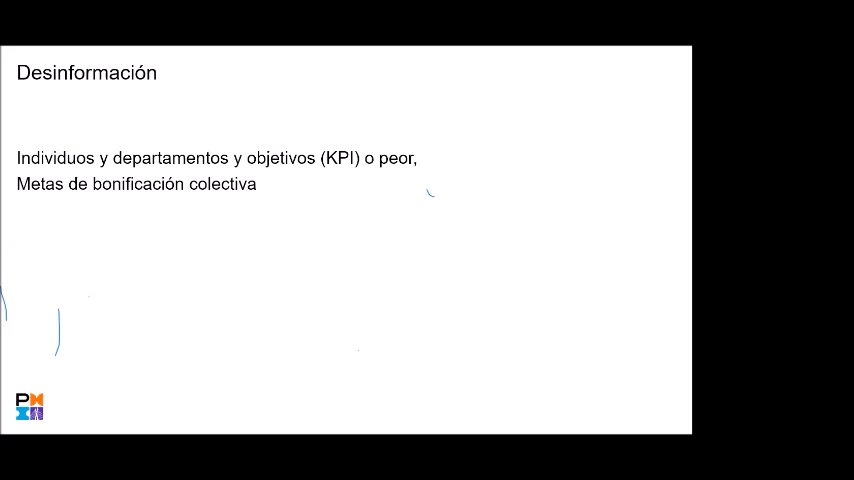 Desinformación
Individuos y departamentos y objetivos (KPI) o peor,
Metas de bonificación colectiva